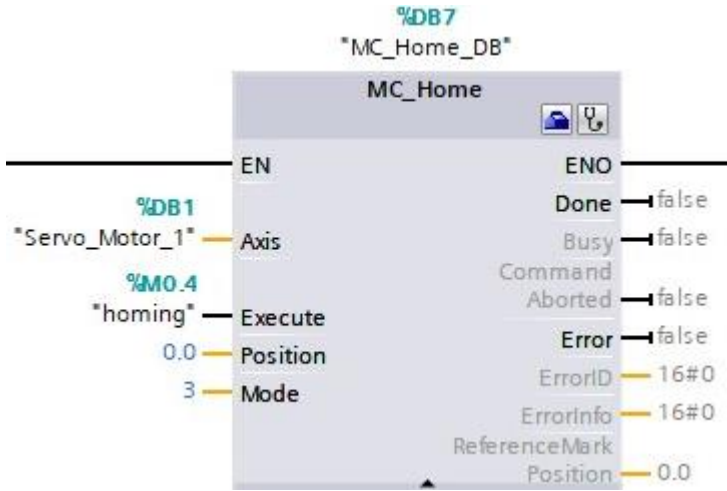 %DB7
"MC_Home_DB"
MC_Home
EN
ENO
Done
false
%DB1
"Servo_Motor_1"
Axis
Busy
false
Command
Aborted
false
%M0.4
"homing"
Execute
Error
false
0.0
Position
ErrorID
16#0
3
Mode
ErrorInfo
16#0
ReferenceMark
Position
0.0